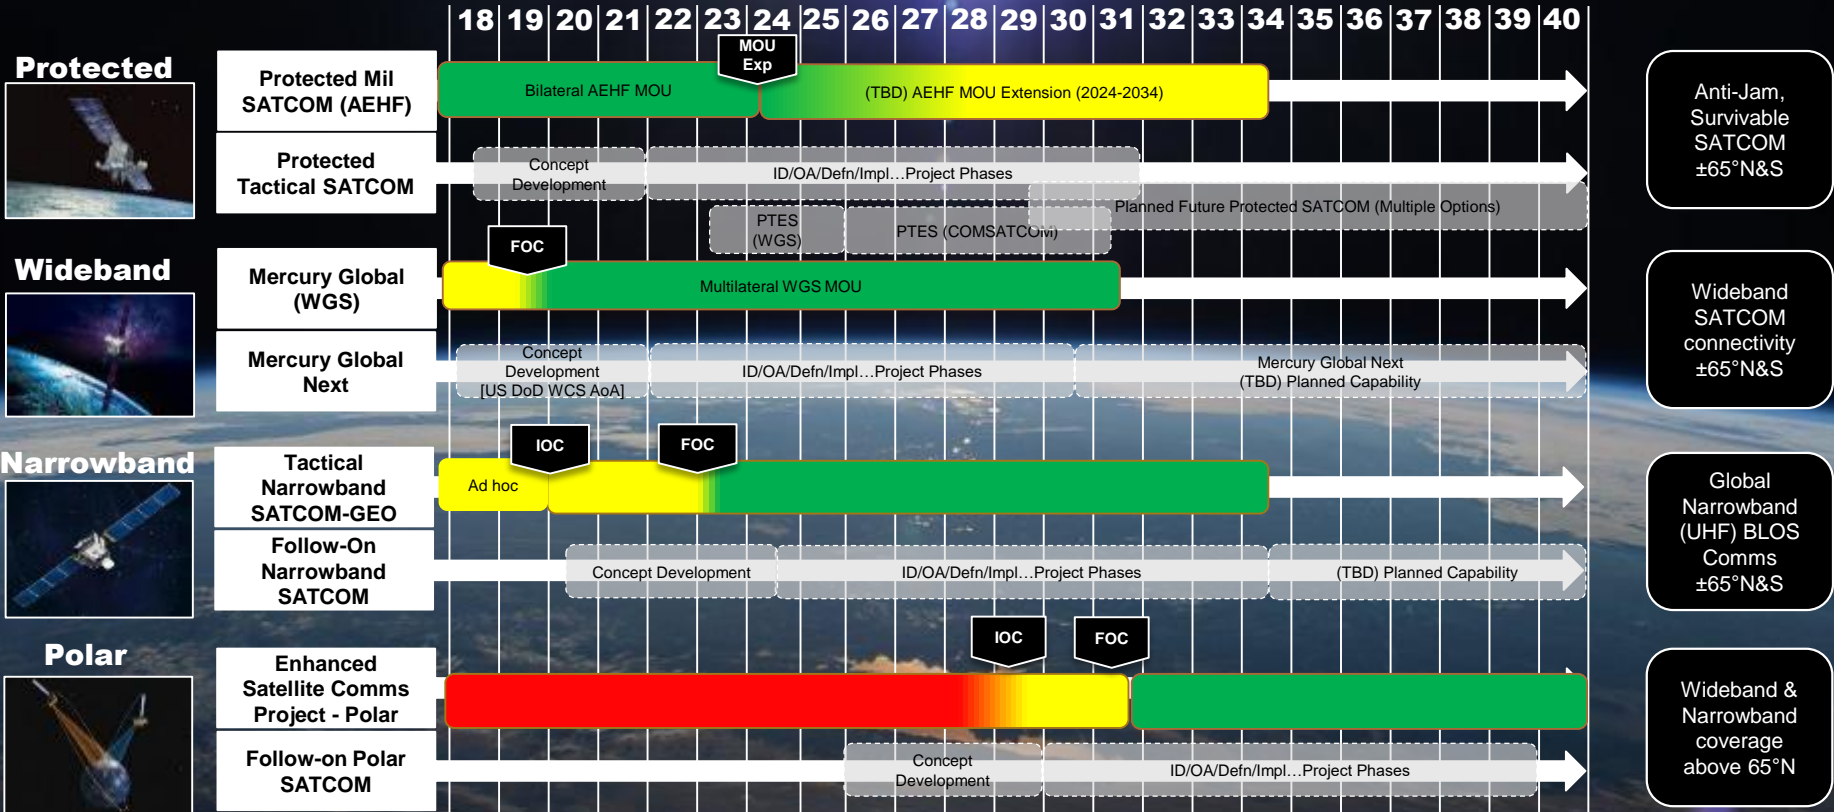 18 19 20 21 22 23 24 25 26 27 28 29 30 31 32 33 34 35 36 37 38 39 40
Protected
Protected Mil
SATCOM (AEHF)
Bilateral AEHF MOU
MOU
Exp
(TBD) AEHF MOU Extension (2024-2034)
Anti-Jam,
Survivable
SATCOM
±65°N&S
Protected
Tactical SATCOM
Concept
Development
ID/OA/Defn/Impl…Project Phases
Planned Future Protected SATCOM (Multiple Options)
PTES
(WGS)
PTES (COMSATCOM)
Wideband
Mercury Global
(WGS)
FOC
Multilateral WGS MOU
Wideband
SATCOM
connectivity
±65°N&S
Mercury Global
Next
Concept
Development
[US DoD WCS AoA]
ID/OA/Defn/Impl…Project Phases
Mercury Global Next
(TBD) Planned Capability
Narrowband
Tactical
Narrowband
SATCOM-GEO
Ad hoc
IOC
FOC
Global
Narrowband
(UHF) BLOS
Comms
±65°N&S
Follow-On
Narrowband
SATCOM
Concept Development
ID/OA/Defn/Impl…Project Phases
(TBD) Planned Capability
Polar
Enhanced
Satellite Comms
Project - Polar
IOC
FOC
Wideband &
Narrowband
coverage
above 65°N
Follow-on Polar
SATCOM
Concept
Development
ID/OA/Defn/Impl…Project Phases